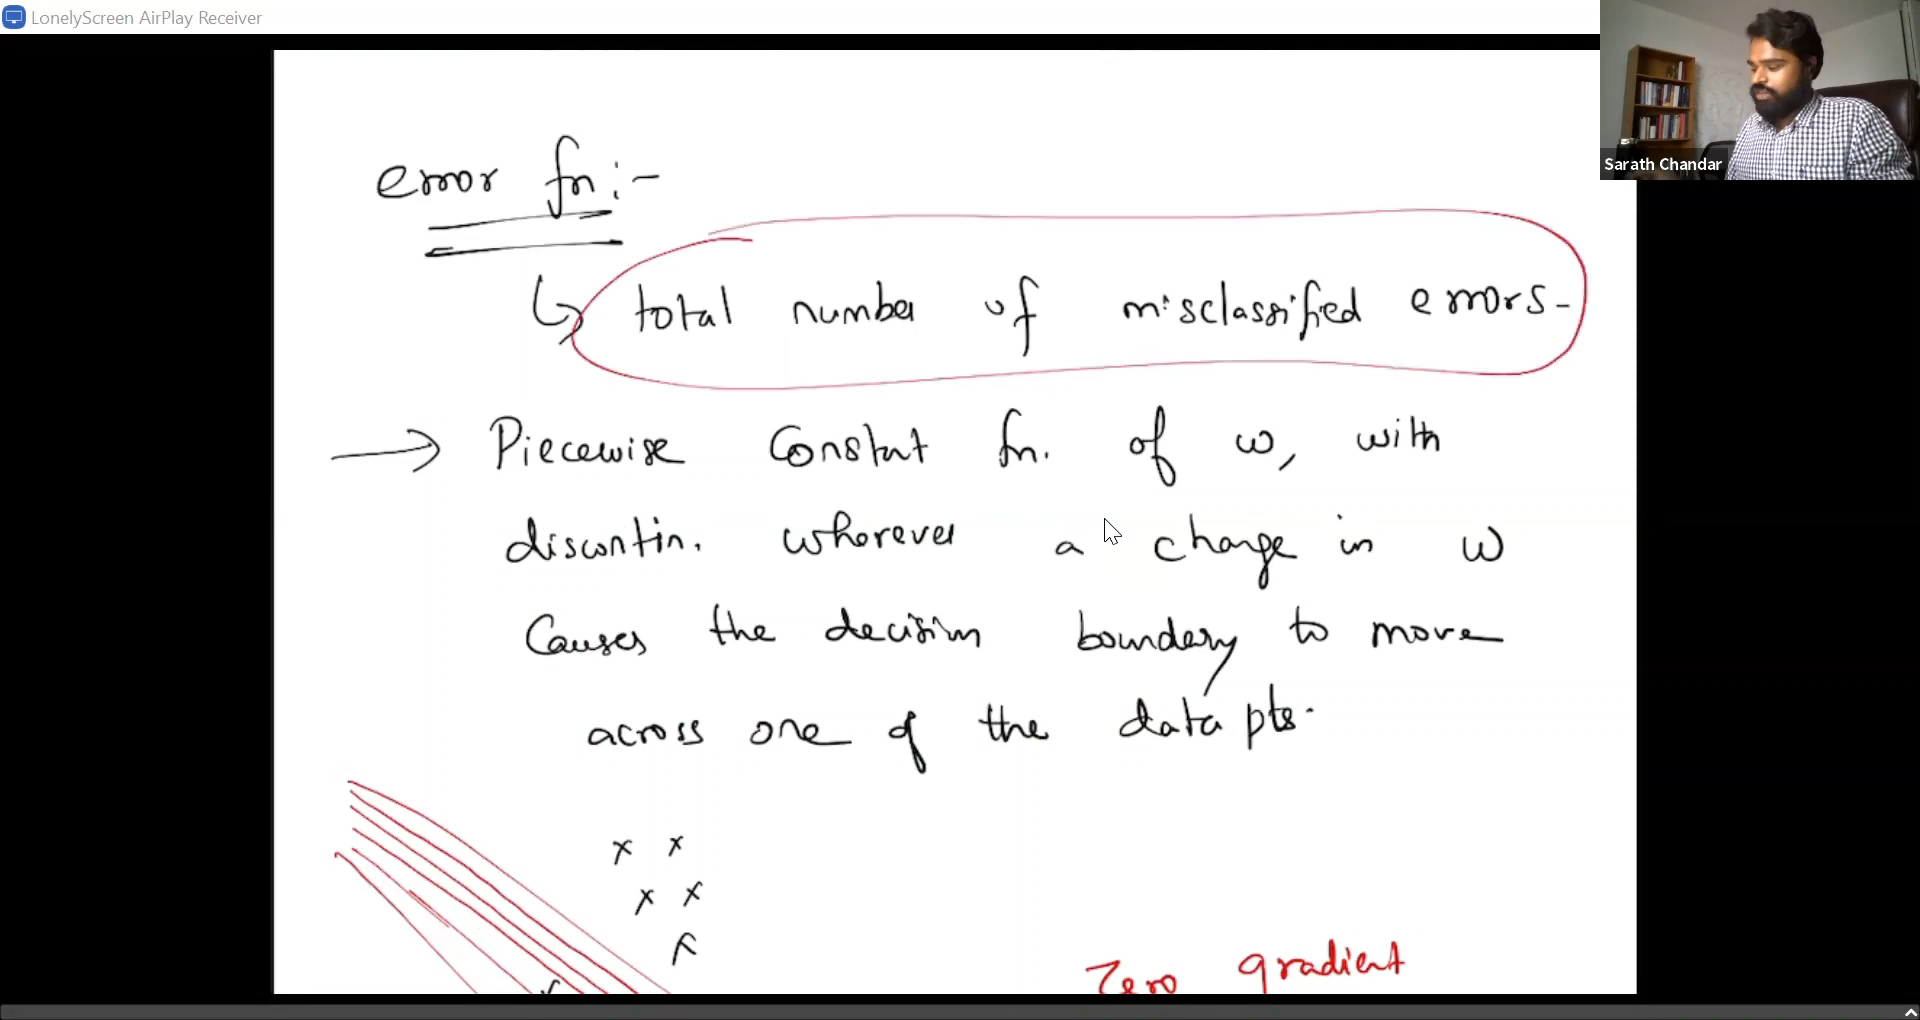 LonelyScreen AirPlay Receiver
Sarath Chandar
error fn:-
↳ total number of misclassified errors-
→ Piecewise Constat fn. of w, with
discontin. wherever a change in w
Causes the decision boundary to move
across one of the data pts.
x x
x x
x
Zero gradient